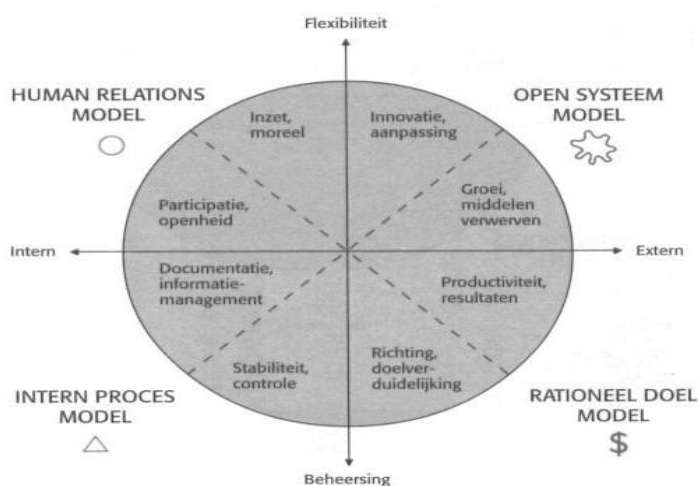 Flexibiliteit
HUMAN RELATIONS
MODEL
OPEN SYSTEEM
MODEL
Inzet,
moreel
Innovatie,
aanpassing
Participatie,
openheid
Groei,
middelen
verwerven
Intern
Extern
Documentatie,
informatie-
management
Productiviteit,
resultaten
Stabiliteit,
controle
Richting,
doelver-
duidelijking
INTERN PROCES
MODEL
RATIONEEL DOEL
MODEL
$
Beheersing